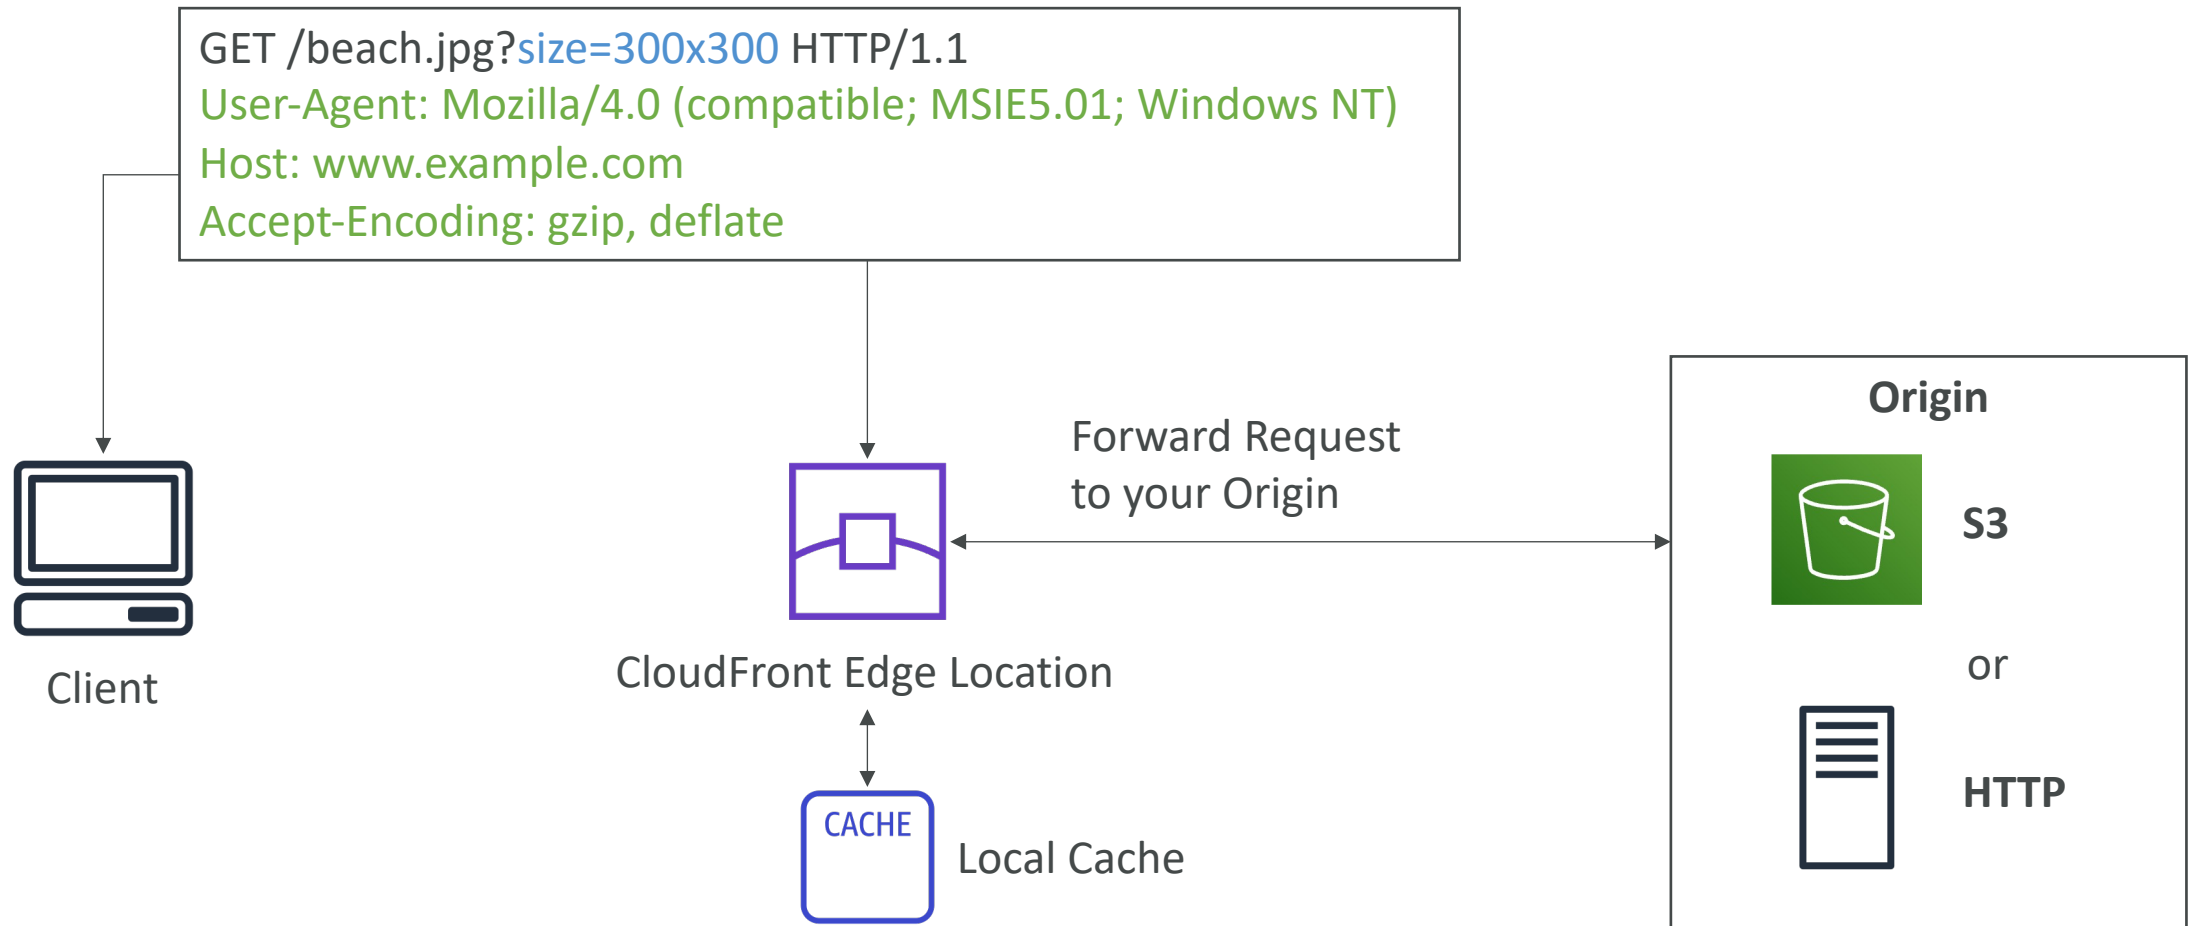 GET /beach.jpg?size=300x300 HTTP/1.1
User-Agent: Mozilla/4.0 (compatible; MSIE5.01; Windows NT)
Host: www.example.com
Accept-Encoding: gzip, deflate
Origin
Forward Request
to your Origin
S3
or
HTTP
Client
CloudFront Edge Location
CACHE
Local Cache